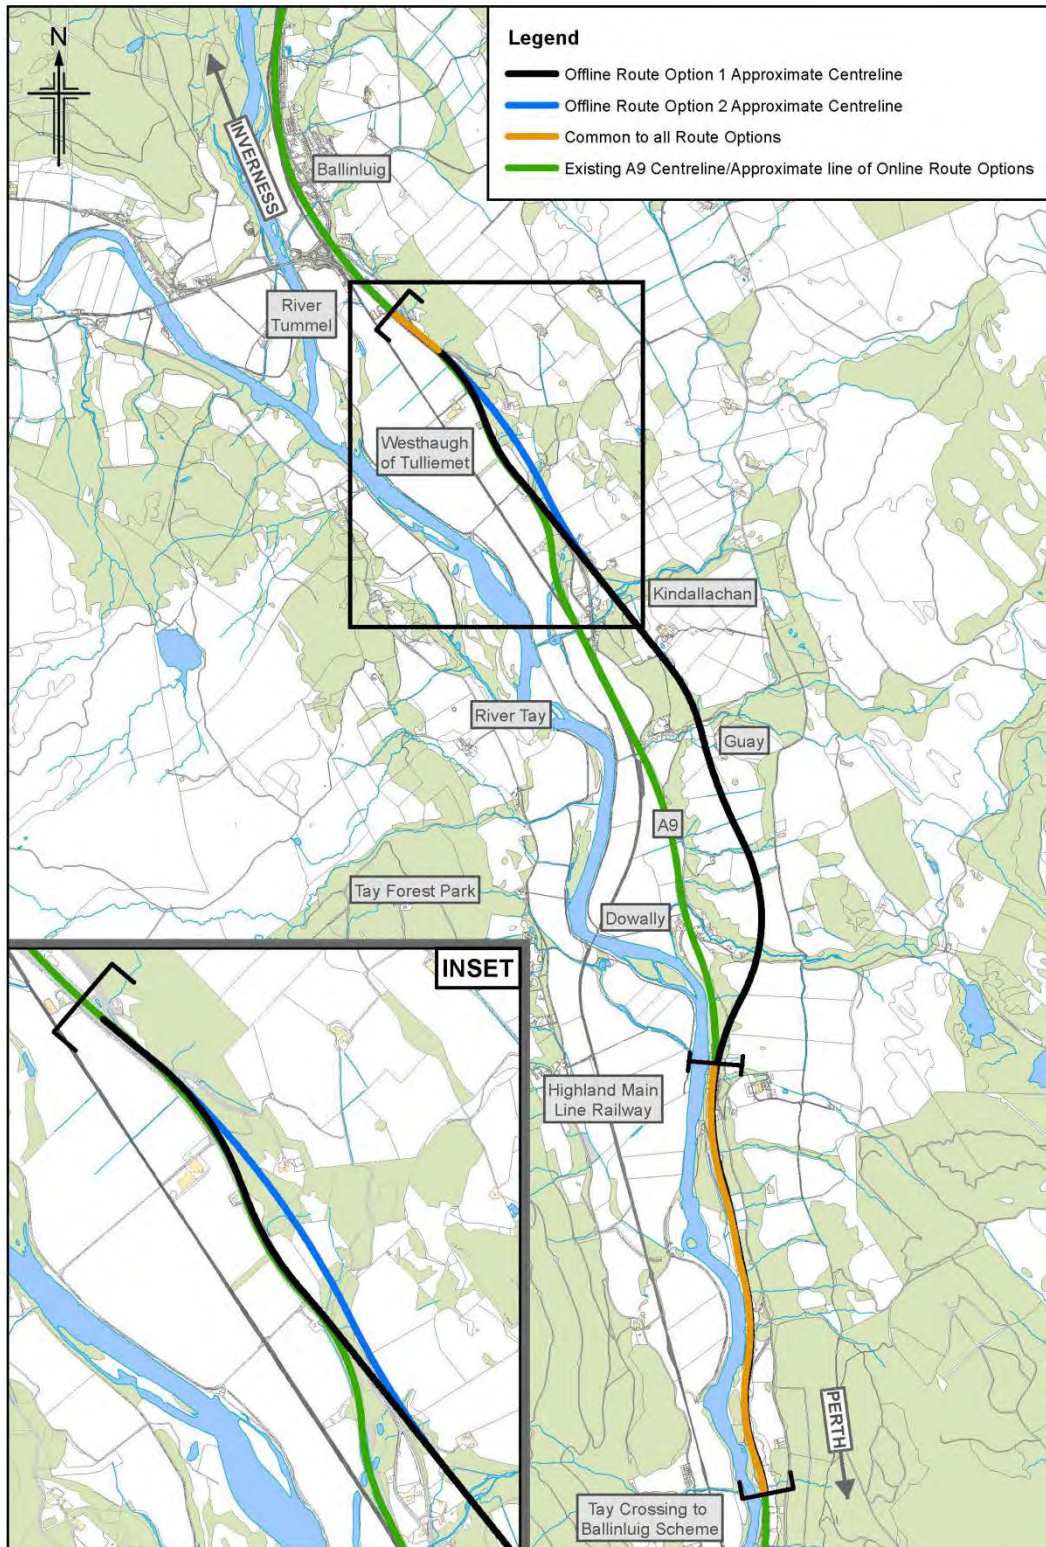 N
Legend
Offline Route Option 1 Approximate Centreline
Offline Route Option 2 Approximate Centreline
Common to all Route Options
Existing A9 Centreline/Approximate line of Online Route Options
INVERNESS
Ballinluig
River
Tummel
Westhaugh
of Tulliemet
Kindallachan
River Tay
Guay
A9
Tay Forest Park
Dowally
INSET
Highland Main
Line Railway
PERTH
Tay Crossing to
Ballinluig Scheme